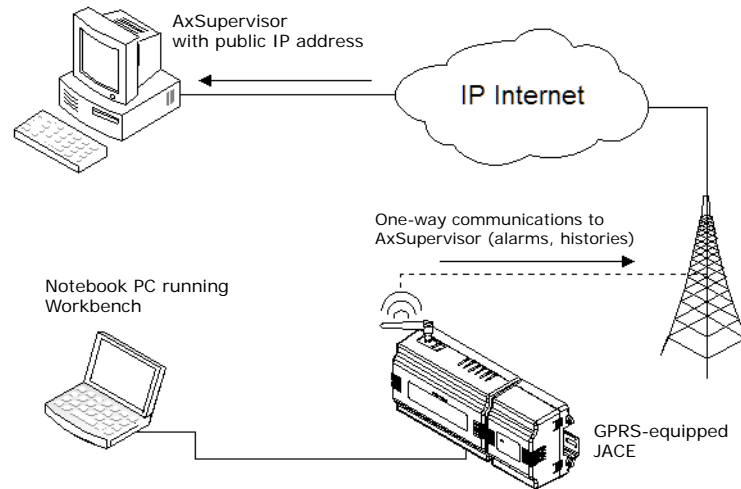 AxSupervisor
with public IP address
IP Internet
One-way communications to
AxSupervisor (alarms, histories)
Notebook PC running
Workbench
GPRS-equipped
JACE